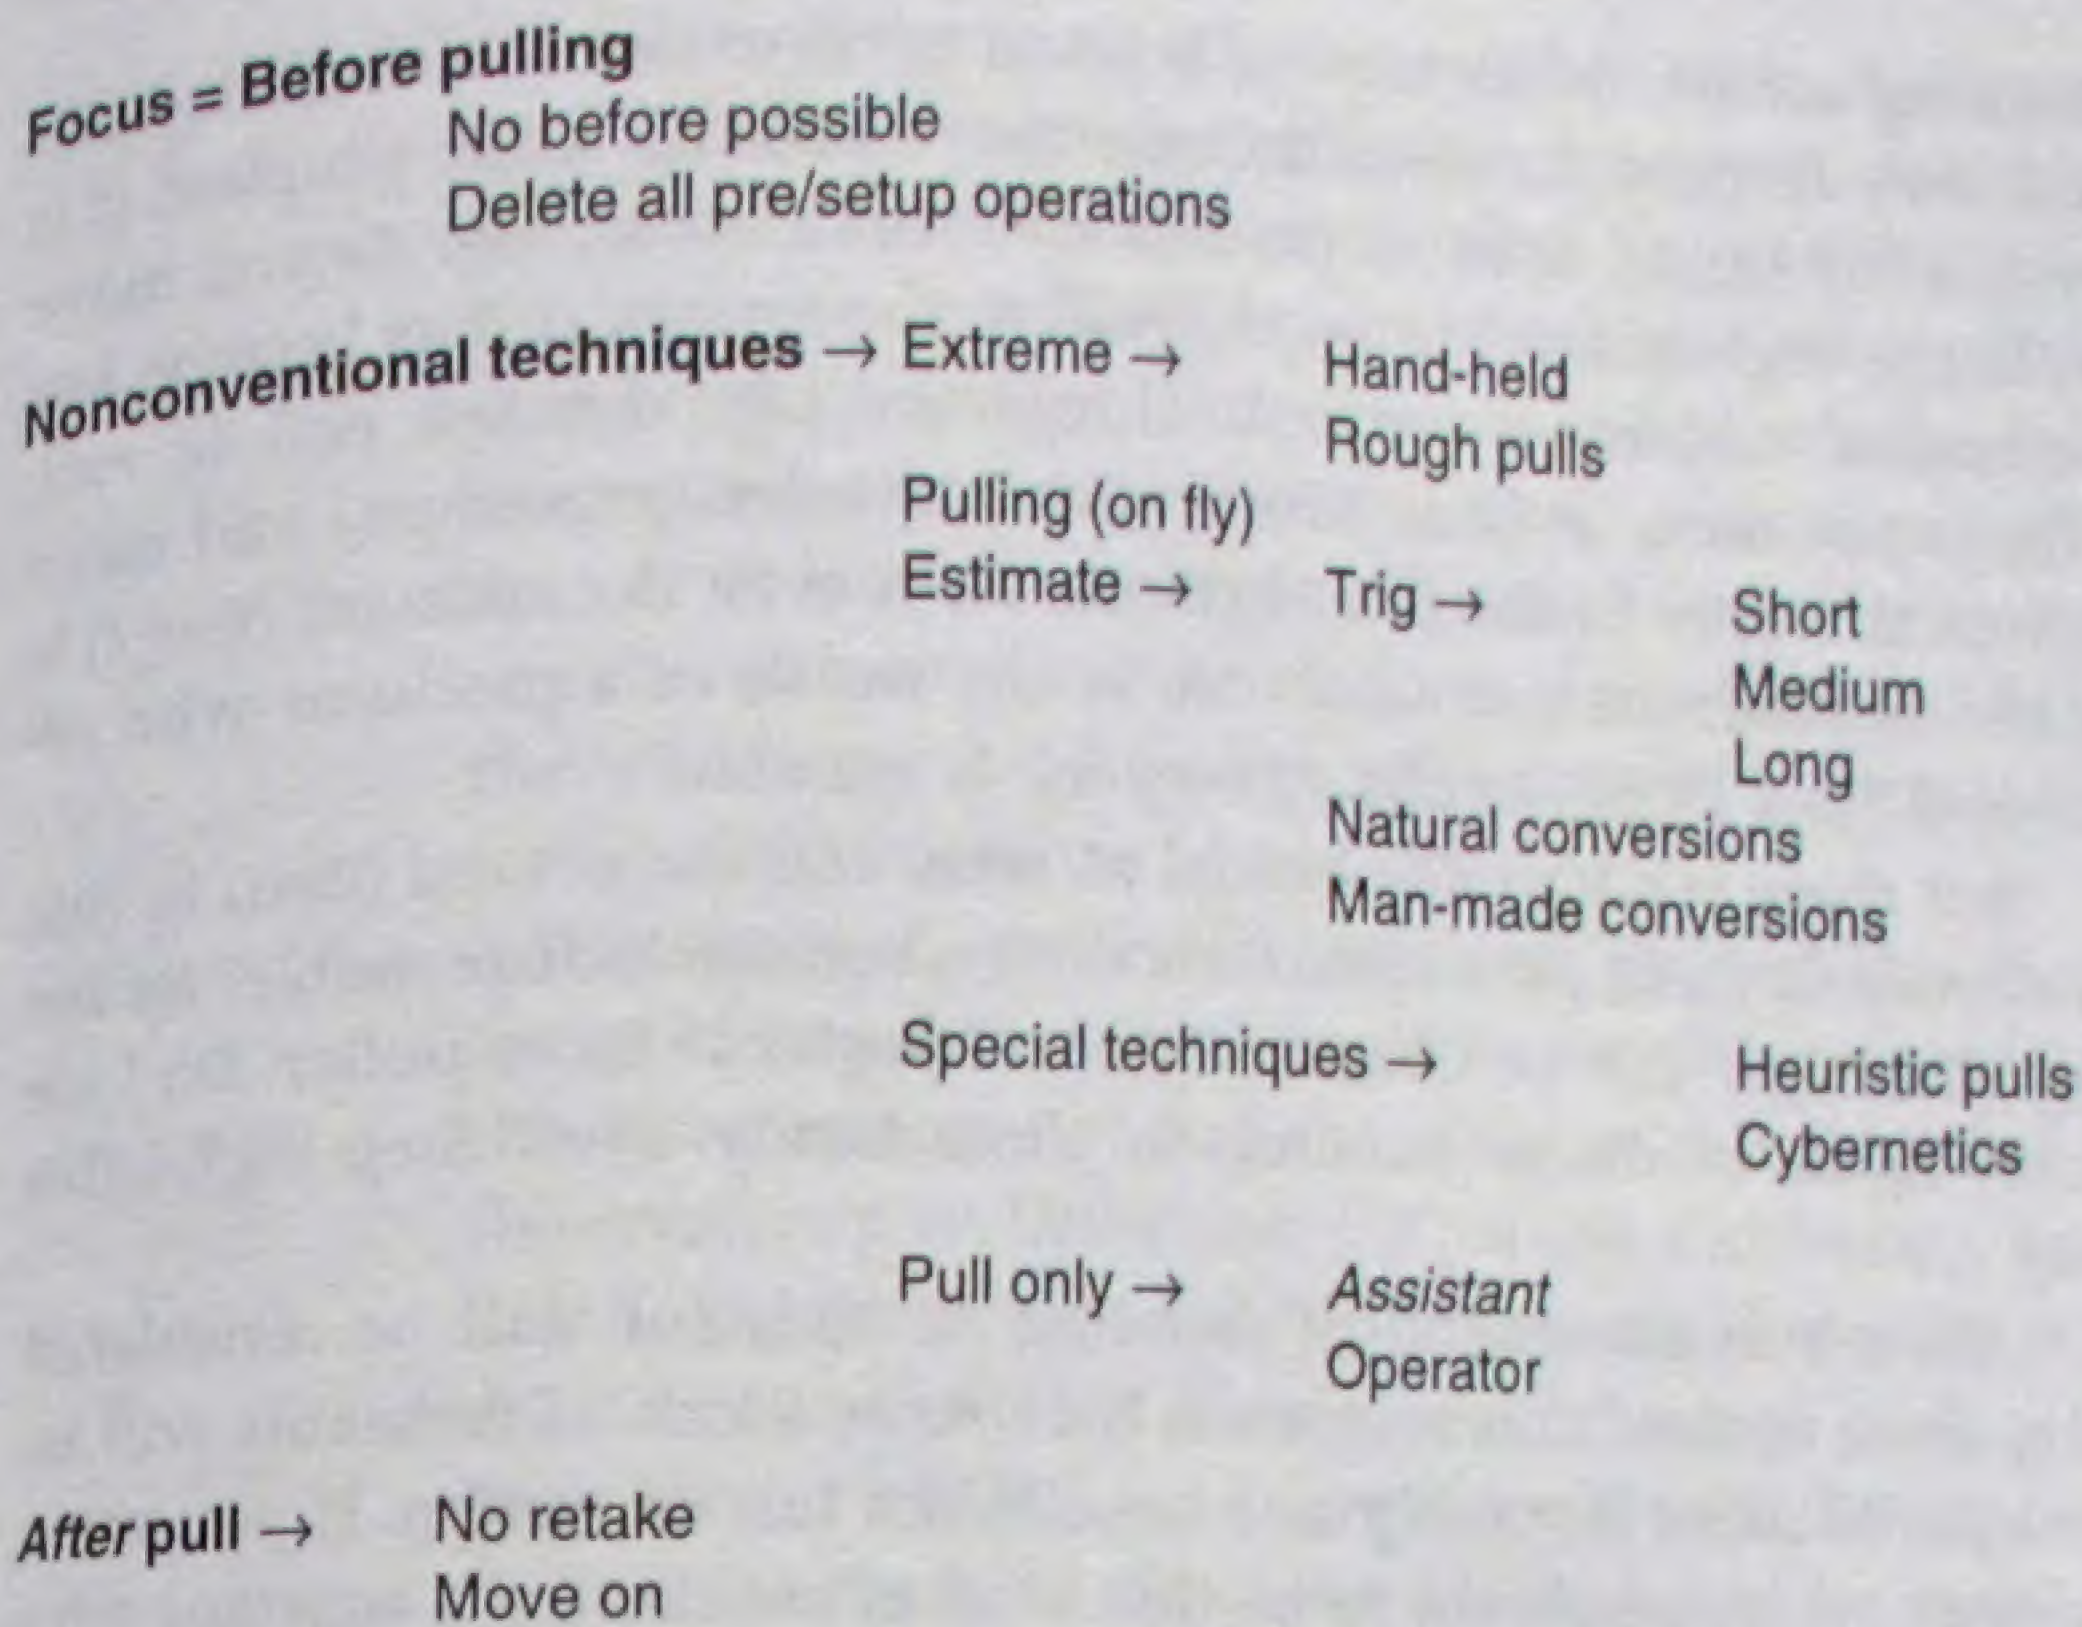 Focus = Before pulling
No before possible
Delete all pre/setup operations
Nonconventional techniques → Extreme → Hand-held
Rough pulls
Pulling (on fly)
Estimate → Trig → Short
Medium
Long
Natural conversions
Man-made conversions
Special techniques → Heuristic pulls
Cybernetics
Pull only → Assistant
Operator
After pull → No retake
Move on